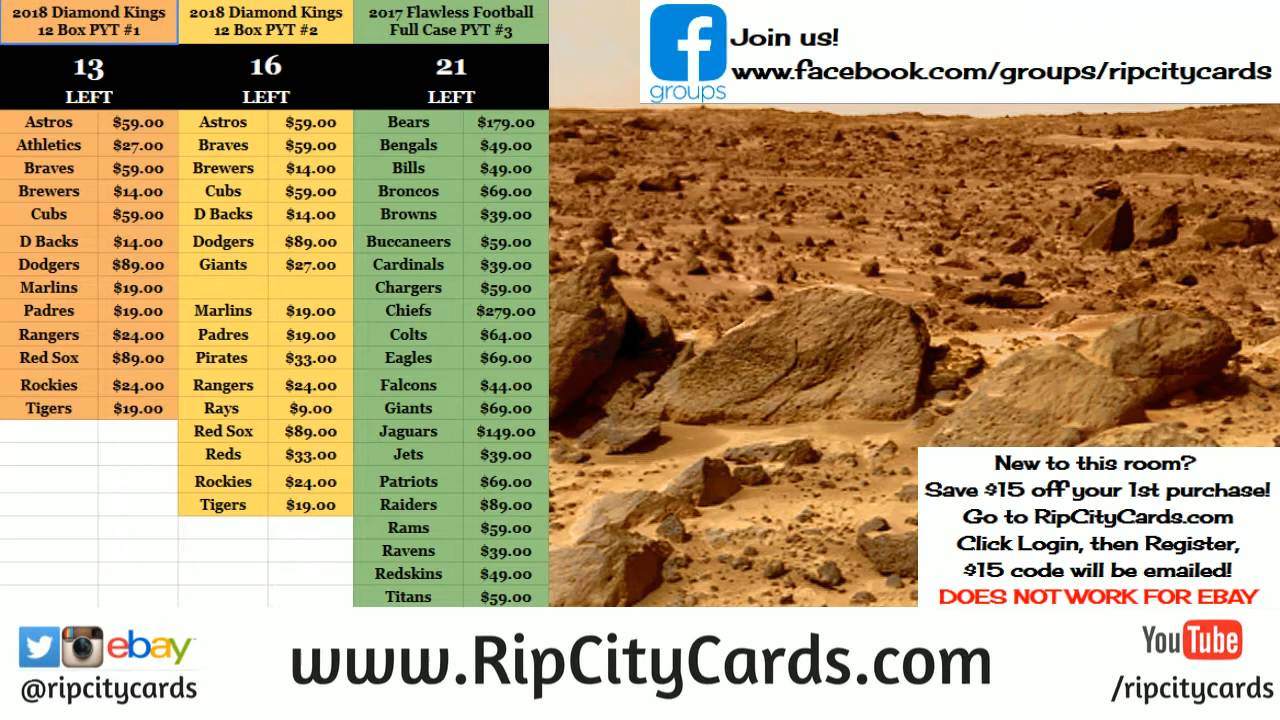 2018 Diamond Kings
12 Box PYT #1
13
LEFT
Astros $59.00
Athletics $27.00
Braves $59.00
Brewers $14.00
Cubs $59.00
D Backs $14.00
Dodgers $89.00
Marlins $19.00
Padres $19.00
Rangers $24.00
Red Sox $89.00
Rockies $24.00
Tigers $19.00
2018 Diamond Kings
12 Box PYT #2
16
LEFT
Astros $59.00
Braves $59.00
Brewers $14.00
Cubs $59.00
D Backs $14.00
Dodgers $89.00
Giants $27.00
Marlins $19.00
Padres $19.00
Pirates $33.00
Rangers $24.00
Rays $9.00
Red Sox $89.00
Reds $33.00
Rockies $24.00
Tigers $19.00
2017 Flawless Football
Full Case PYT #3
21
LEFT
Bears $179.00
Bengals $49.00
Bills $49.00
Broncos $69.00
Browns $39.00
Buccaneers $59.00
Cardinals $39.00
Chargers $59.00
Chiefs $279.00
Colts $64.00
Eagles $69.00
Falcons $44.00
Giants $69.00
Jaguars $149.00
Jets $39.00
Patriots $69.00
Raiders $89.00
Rams $59.00
Ravens $39.00
Redskins $49.00
Titans $59.00
f
groups
Join us!
www.facebook.com/groups/ripcitycards
New to this room?
Save $15 off your 1st purchase!
Go to RipCityCards.com
Click Login, then Register,
$15 code will be emailed!
DOES NOT WORK FOR EBAY
ebay
@ripcitycards
www.RipCityCards.com
YouTube
/ripcitycards